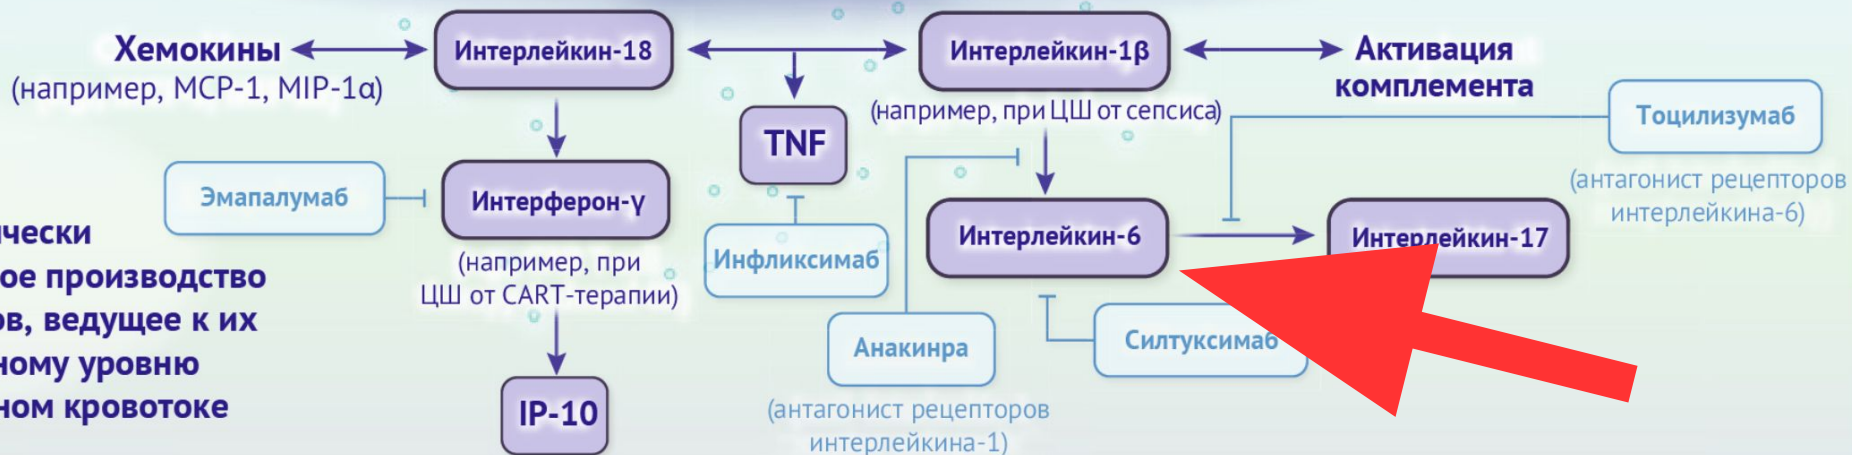 Хемокины
(например, MCP-1, MIP-1α)
Интерлейкин-18
Интерлейкин-1β
Активация
комплемента
(например, при ЦШ от сепсиса)
TNF
Тоцилизумаб
(антагонист рецепторов
интерлейкина-6)
Эмапалумаб
Интерферон-γ
(например, при
ЦШ от CART-терапии)
Инфликсимаб
Интерлейкин-6
Интерлейкин-17
чески
ое производство
ов, ведущее к их
ному уровню
ном кровотоке
Анакинра
(антагонист рецепторов
интерлейкина-1)
Силтуксимаб
IP-10